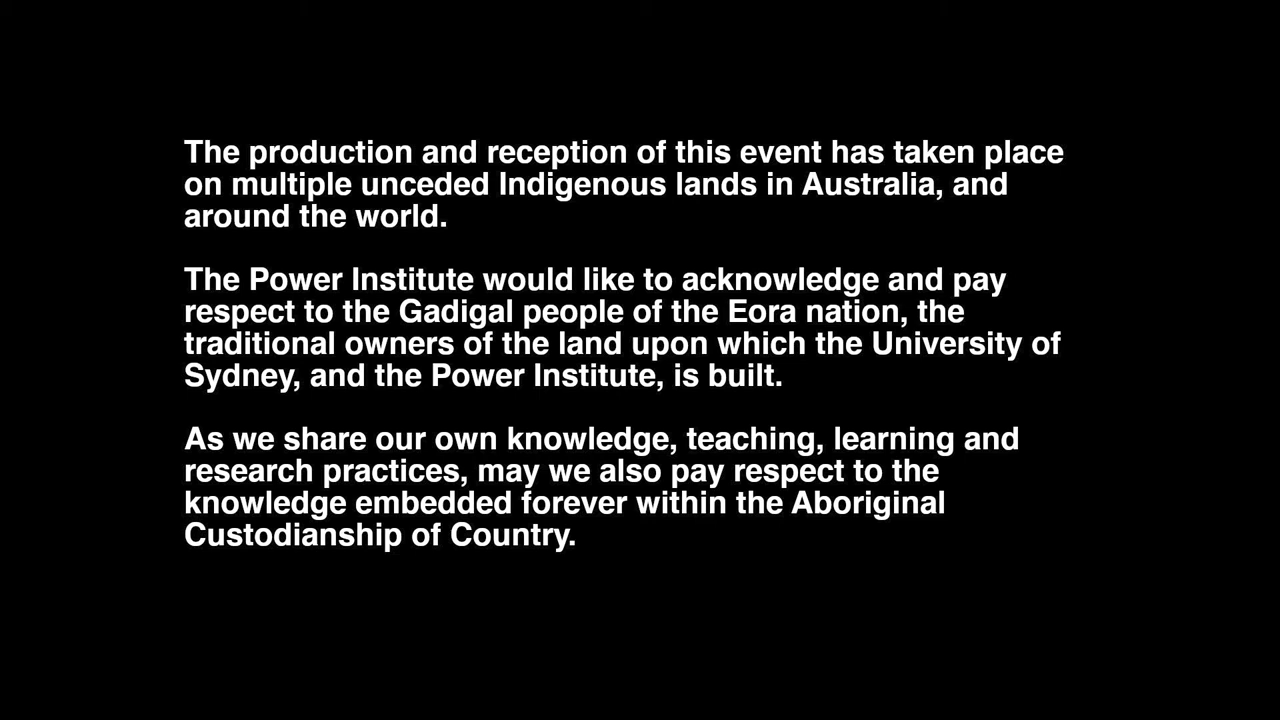 The production and reception of this event has taken place
on multiple unceded Indigenous lands in Australia, and
around the world.
The Power Institute would like to acknowledge and pay
respect to the Gadigal people of the Eora nation, the
traditional owners of the land upon which the University of
Sydney, and the Power Institute, is built.
As we share our own knowledge, teaching, learning and
research practices, may we also pay respect to the
knowledge embedded forever within the Aboriginal
Custodianship of Country.